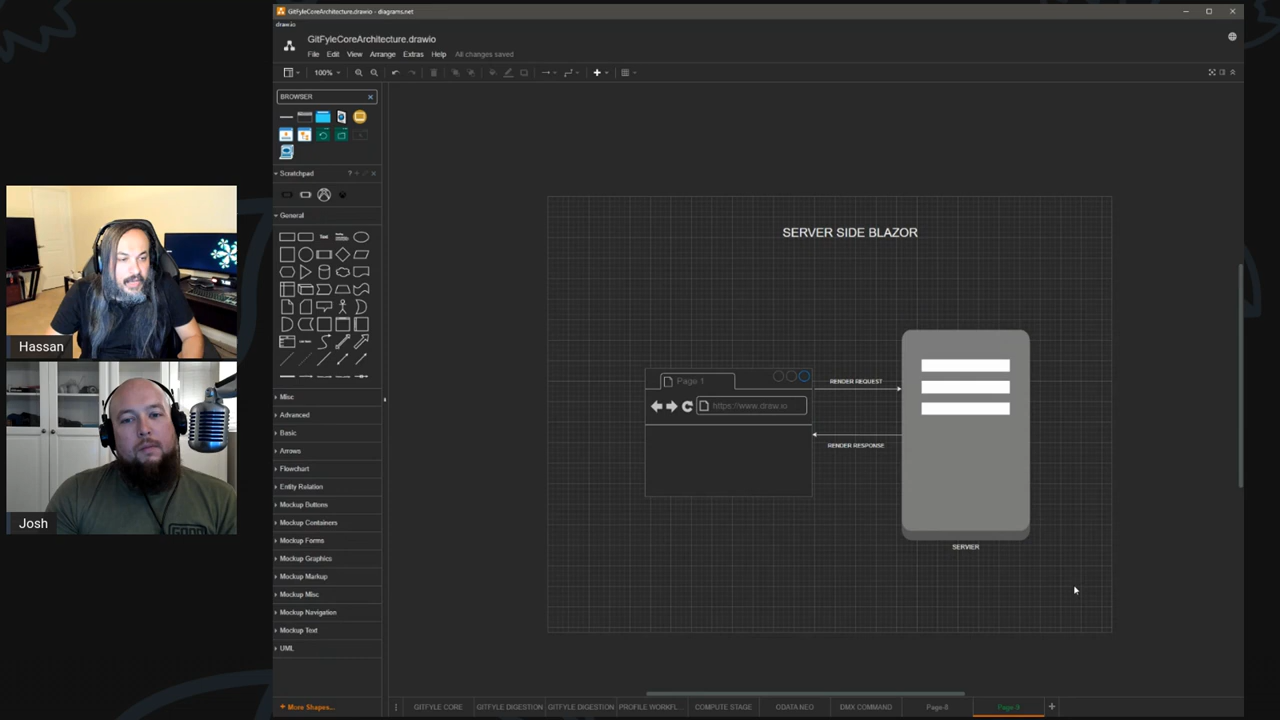 GitFyleCoreArchitecture.drawio - diagrams.net
draw.io
GitFyleCoreArchitecture.drawio
File Edit View Arrange Extras Help All changes saved
100%
BROWSER
Scratchpad
General
Text
Misc
Advanced
Basic
Arrows
Flowchart
Entity Relation
Mockup Buttons
Mockup Containers
Mockup Forms
Mockup Graphics
Mockup Markup
Mockup Misc
Mockup Navigation
Mockup Text
UML
+ More Shapes...
SERVER SIDE BLAZOR
Page 1
https://www.draw.io
RENDER REQUEST
RENDER RESPONSE
SERVIER
GITFYLE CORE GITFYLE DIGESTION GITFYLE DIGESTION PROFILE WORKFL... COMPUTE STAGE ODATA NEO DMX COMMAND Page-8 Page-9
Hassan
Josh